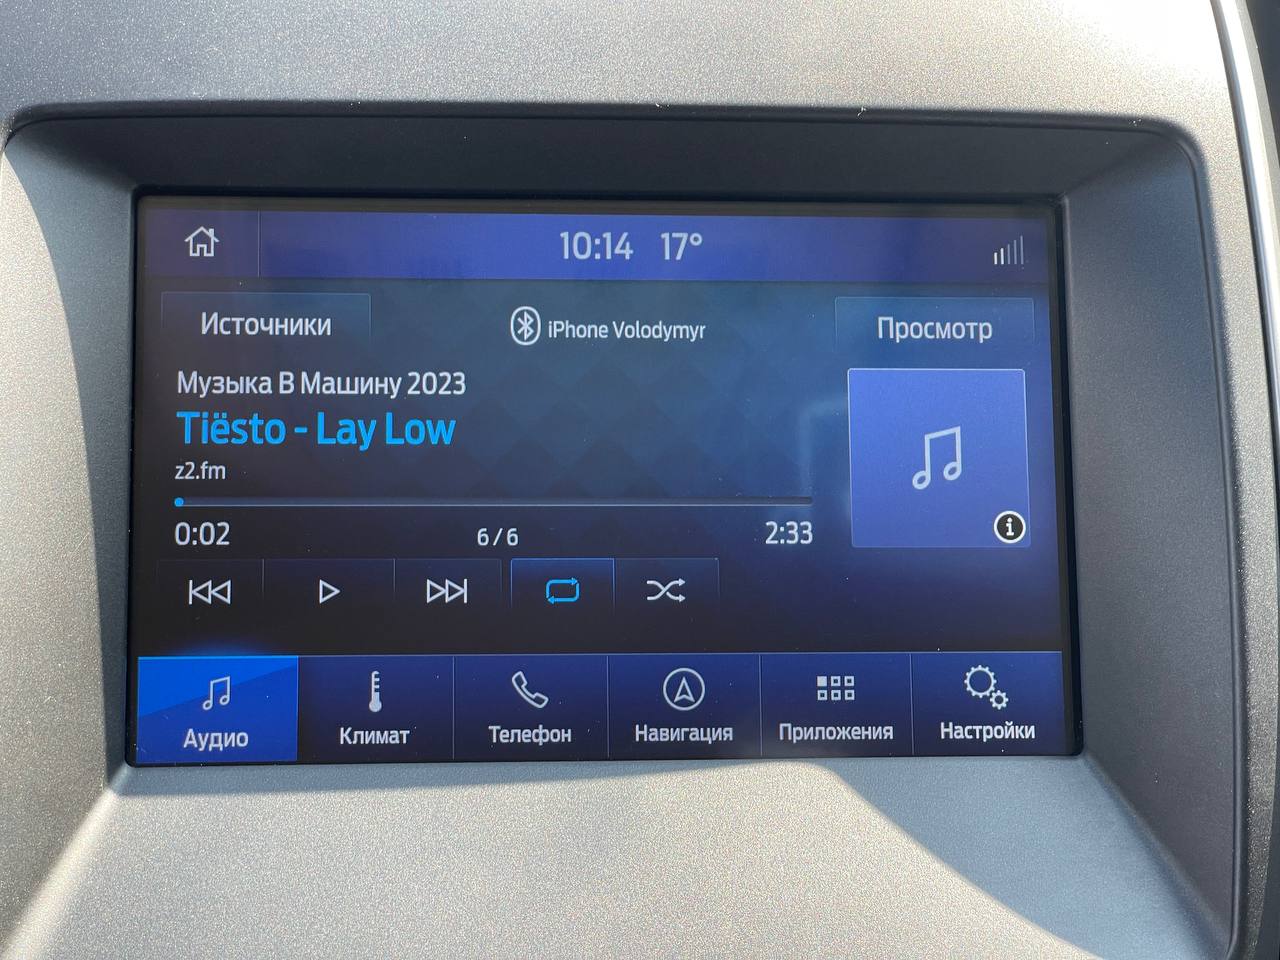 10:14 17°
Источники
iPhone Volodymyr
Просмотр
Музыка В Машину 2023
Tiësto - Lay Low
z2.fm
0:02
6/6
2:33
Аудио
Климат
Телефон
Навигация
Приложения
Настройки